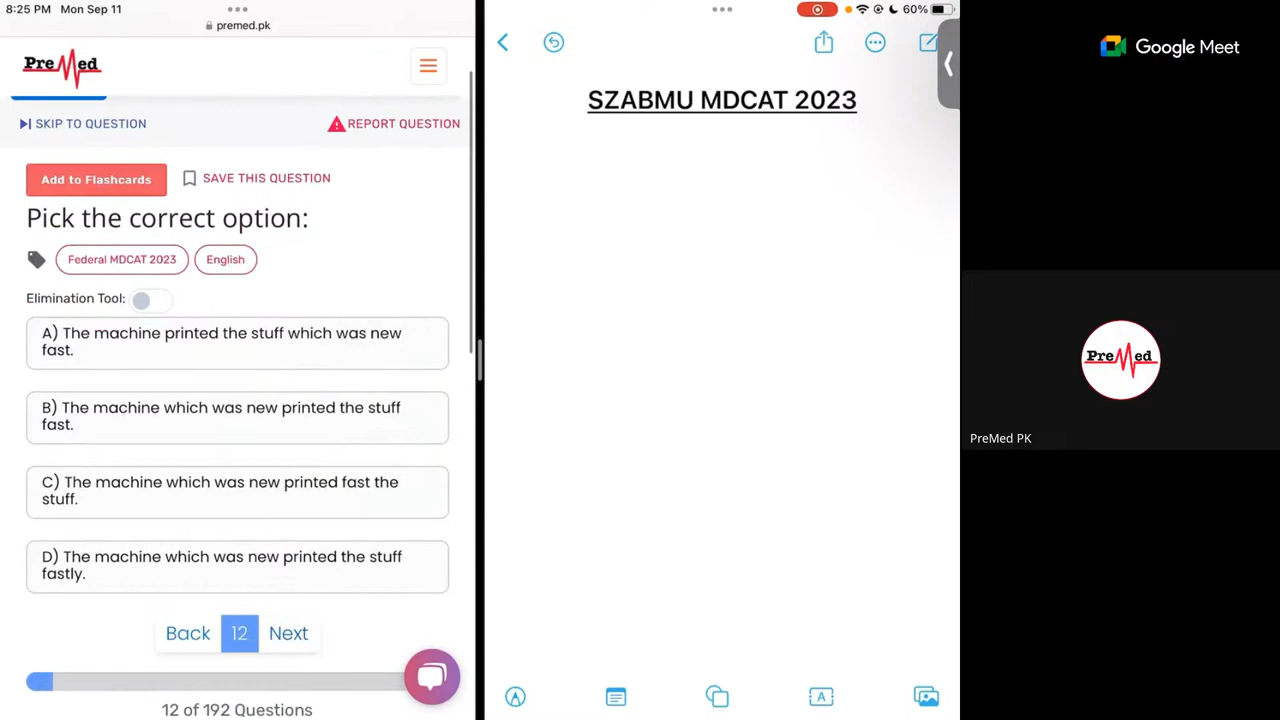 8:25 PM Mon Sep 11
premed.pk
60%
PreMed
SKIP TO QUESTION
REPORT QUESTION
Add to Flashcards
SAVE THIS QUESTION
Pick the correct option:
Federal MDCAT 2023
English
Elimination Tool:
A) The machine printed the stuff which was new
fast.
B) The machine which was new printed the stuff
fast.
C) The machine which was new printed fast the
stuff.
D) The machine which was new printed the stuff
fastly.
Back 12 Next
12 of 192 Questions
SZABMU MDCAT 2023
A
Google Meet
PreMed
PreMed PK